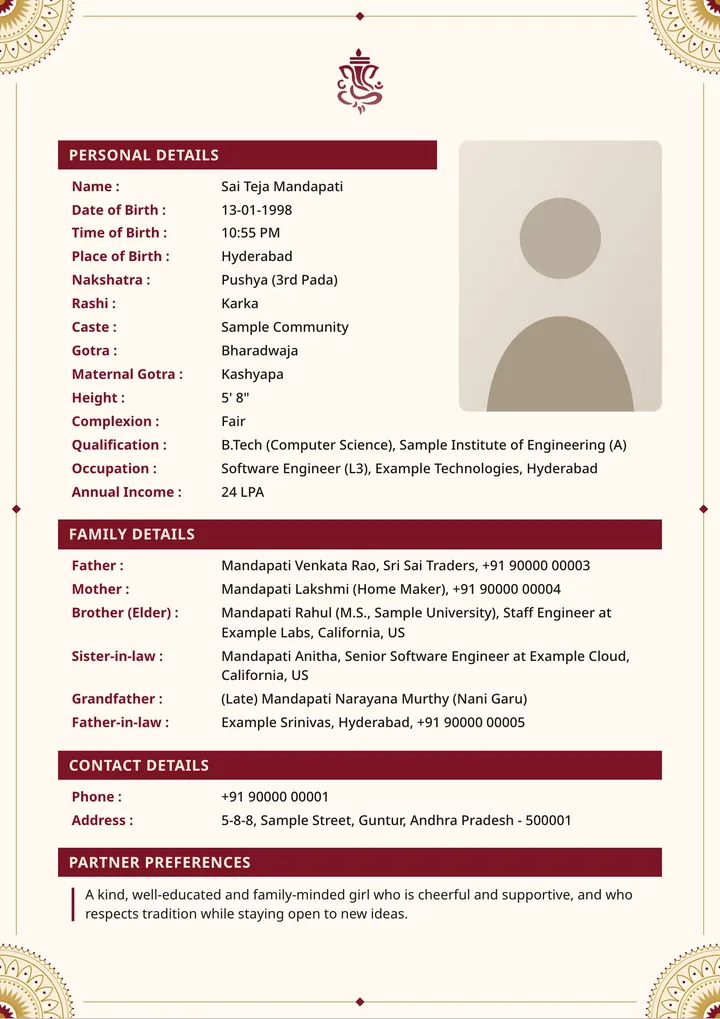 PERSONAL DETAILS
Name : Sai Teja Mandapati
Date of Birth : 13-01-1998
Time of Birth : 10:55 PM
Place of Birth : Hyderabad
Nakshatra : Pushya (3rd Pada)
Rashi : Karka
Caste : Sample Community
Gotra : Bharadwaja
Maternal Gotra : Kashyapa
Height : 5' 8"
Complexion : Fair
Qualification : B.Tech (Computer Science), Sample Institute of Engineering (A)
Occupation : Software Engineer (L3), Example Technologies, Hyderabad
Annual Income : 24 LPA
FAMILY DETAILS
Father : Mandapati Venkata Rao, Sri Sai Traders, +91 90000 00003
Mother : Mandapati Lakshmi (Home Maker), +91 90000 00004
Brother (Elder) : Mandapati Rahul (M.S., Sample University), Staff Engineer at
Example Labs, California, US
Sister-in-law : Mandapati Anitha, Senior Software Engineer at Example Cloud,
California, US
Grandfather : (Late) Mandapati Narayana Murthy (Nani Garu)
Father-in-law : Example Srinivas, Hyderabad, +91 90000 00005
CONTACT DETAILS
Phone : +91 90000 00001
Address : 5-8-8, Sample Street, Guntur, Andhra Pradesh - 500001
PARTNER PREFERENCES
A kind, well-educated and family-minded girl who is cheerful and supportive, and who
respects tradition while staying open to new ideas.